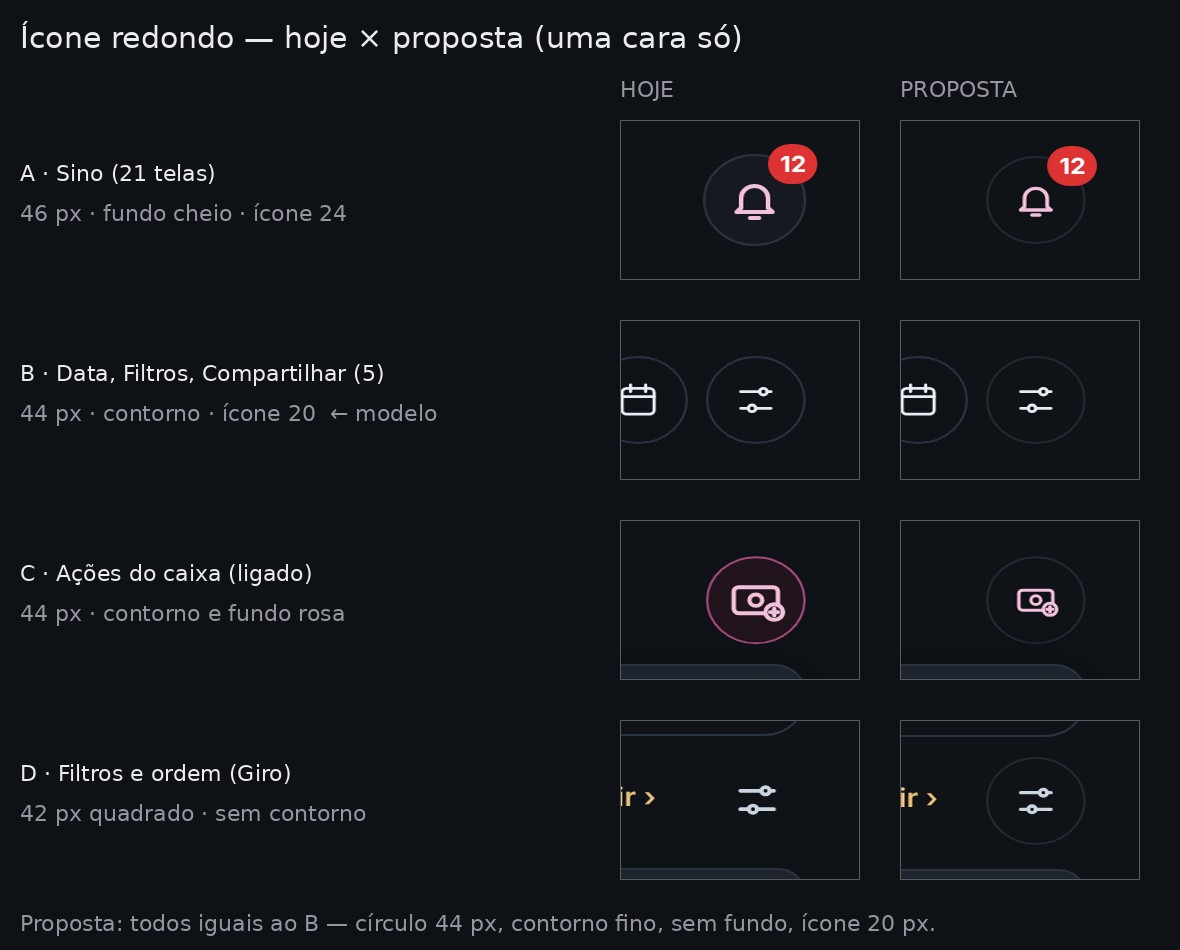 Ícone redondo — hoje × proposta (uma cara só)
HOJE PROPOSTA
A · Sino (21 telas)
46 px · fundo cheio · ícone 24
12 12
B · Data, Filtros, Compartilhar (5)
44 px · contorno · ícone 20 ← modelo
C · Ações do caixa (ligado)
44 px · contorno e fundo rosa
D · Filtros e ordem (Giro)
42 px quadrado · sem contorno
ir › ir ›
Proposta: todos iguais ao B — círculo 44 px, contorno fino, sem fundo, ícone 20 px.